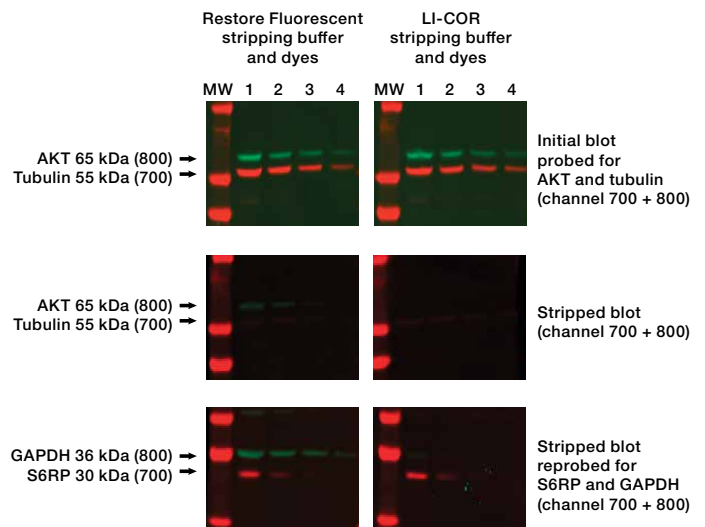 Restore Fluorescent
stripping buffer
and dyes
LI-COR
stripping buffer
and dyes
MW 1 2 3 4
MW 1 2 3 4
AKT 65 kDa (800)
Tubulin 55 kDa (700)
Initial blot
probed for
AKT and tubulin
(channel 700 + 800)
AKT 65 kDa (800)
Tubulin 55 kDa (700)
Stripped blot
(channel 700 + 800)
GAPDH 36 kDa (800)
S6RP 30 kDa (700)
Stripped blot
reprobed for
S6RP and GAPDH
(channel 700 + 800)